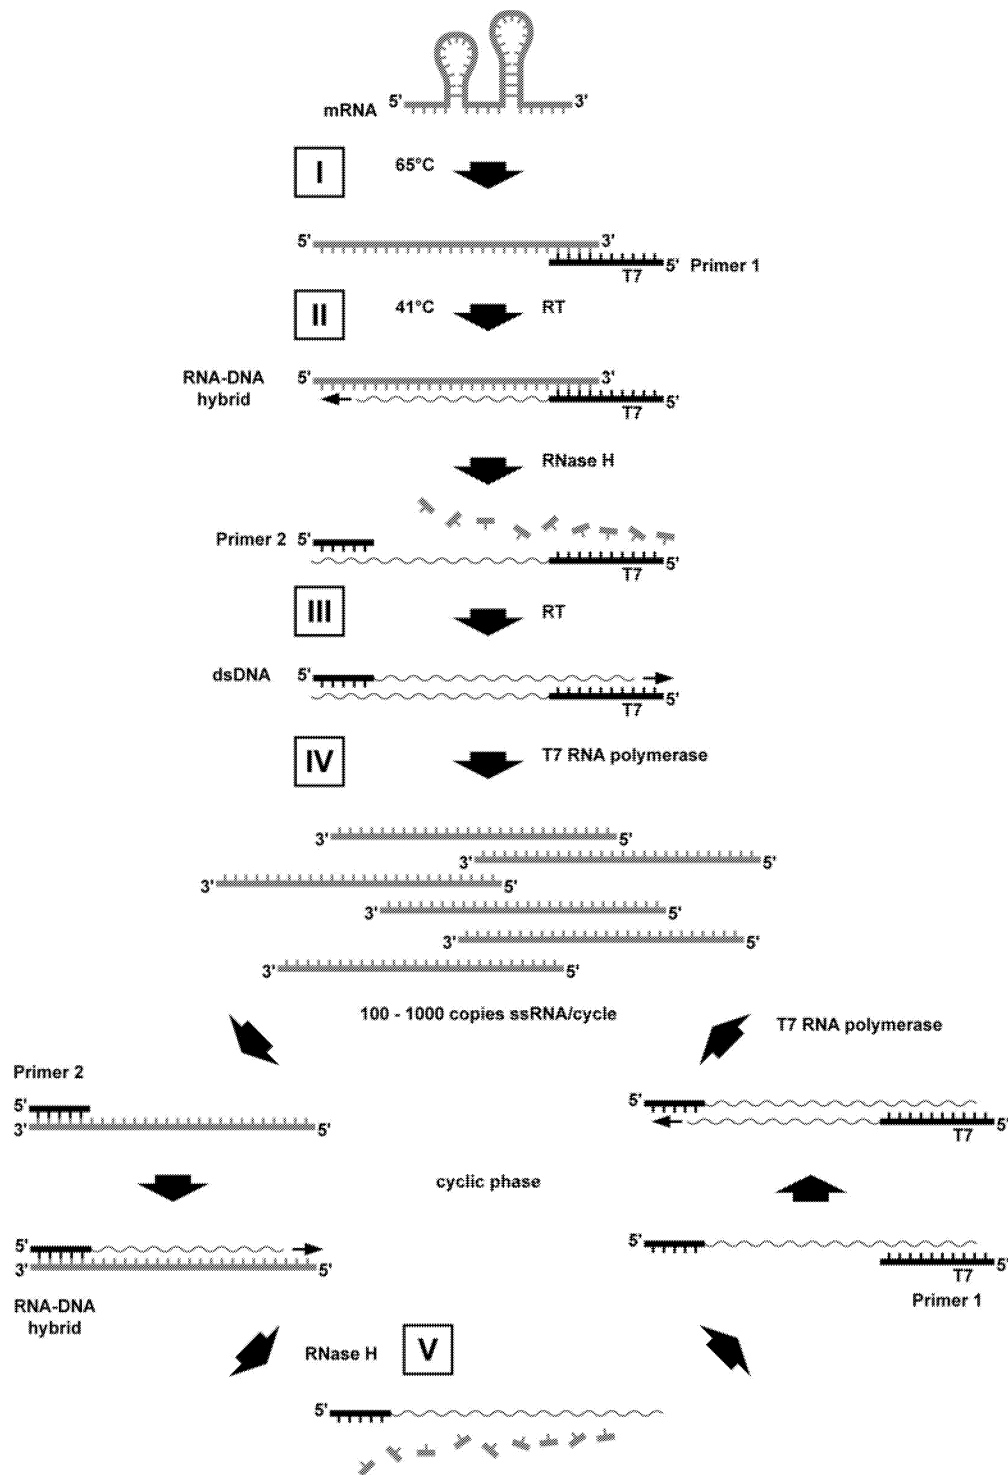 5' 3'
mRNA
I 65°C
5' 3'
5' Primer 1
T7
II 41°C RT
RNA-DNA
hybrid
5' 3'
5'
T7
RNase H
Primer 2 5'
5'
T7
III RT
dsDNA 5'
5'
T7
IV T7 RNA polymerase
3' 5'
3' 5'
3' 5'
3' 5'
3' 5'
3' 5'
100 - 1000 copies ssRNA/cycle
T7 RNA polymerase
Primer 2
5'
3' 5'
5'
5'
T7
cyclic phase
5'
3' 5'
RNA-DNA
hybrid
5'
5'
T7
Primer 1
RNase H V
5'